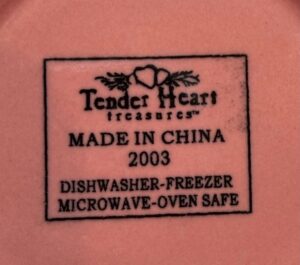 Tender Heart
treasures™
MADE IN CHINA
2003
DISHWASHER-FREEZER
MICROWAVE-OVEN SAFE